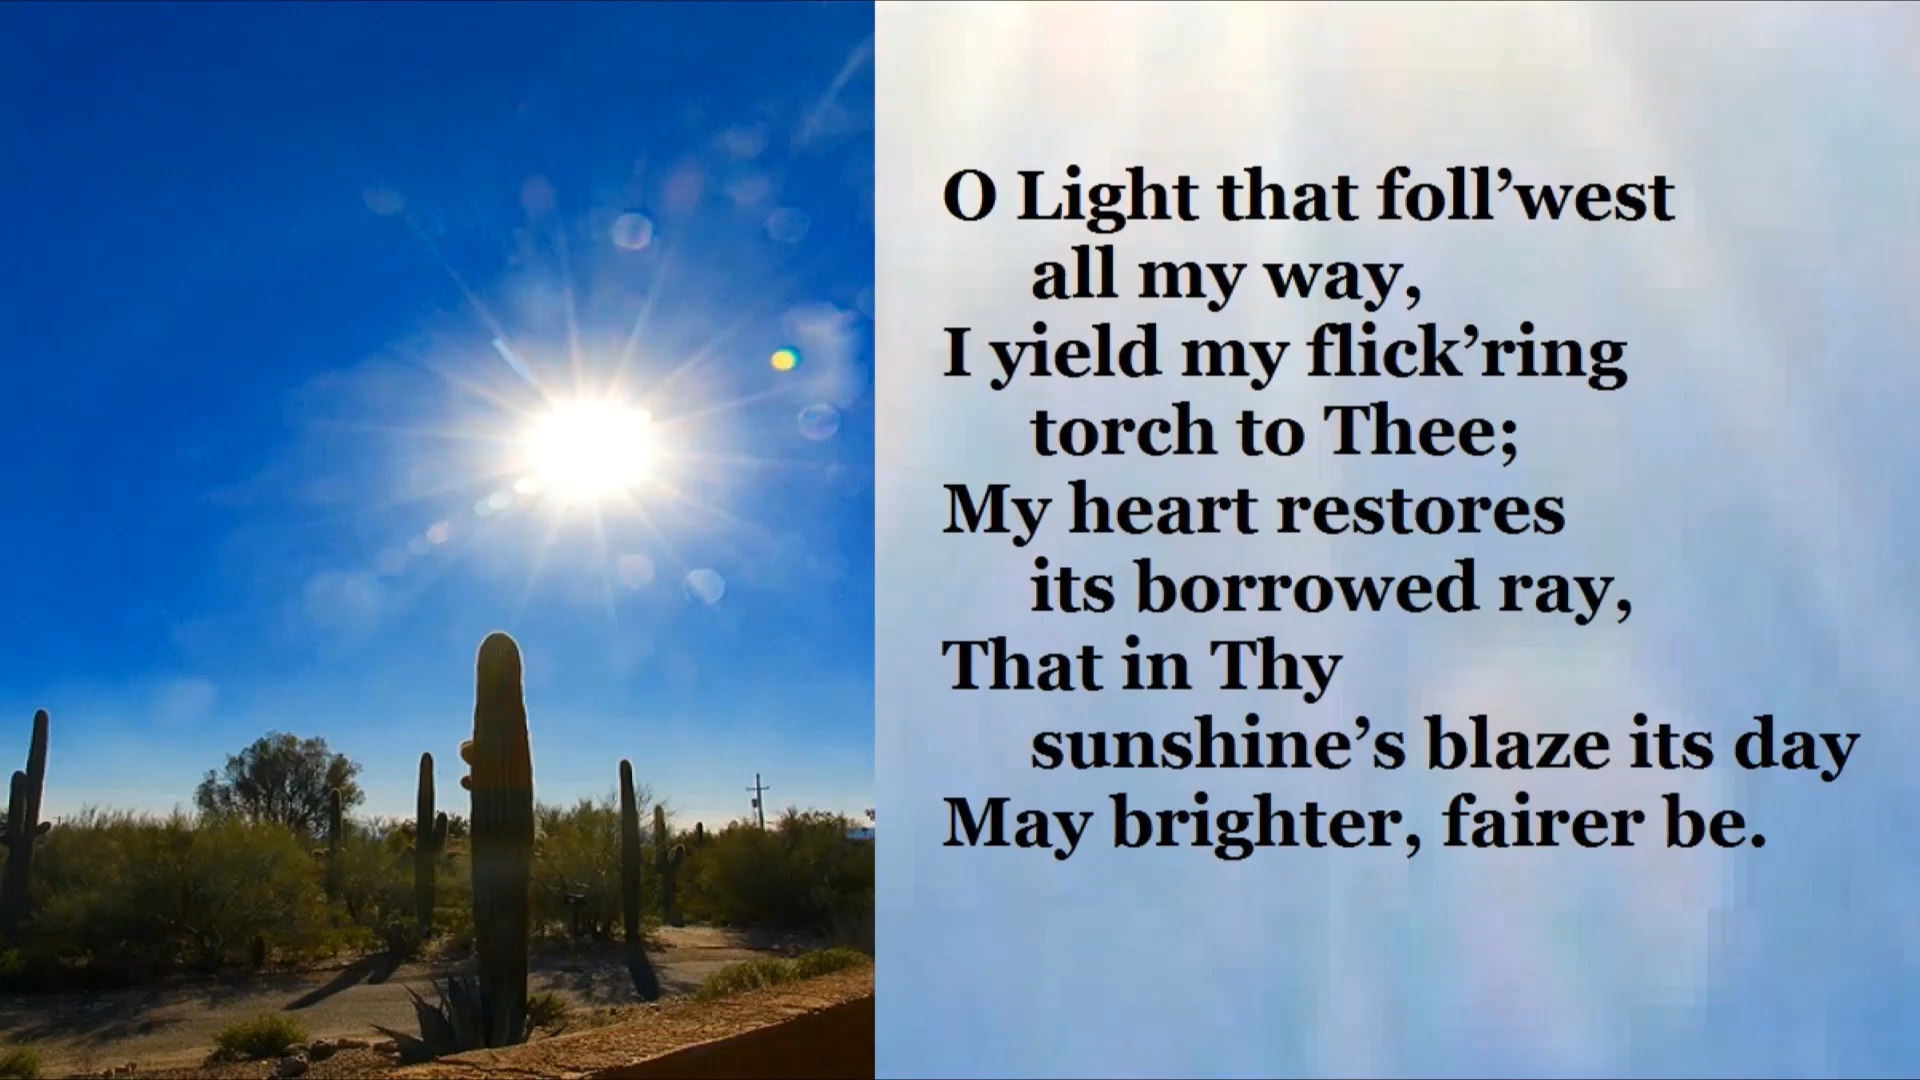 O Light that foll’west
all my way,
I yield my flick’ring
torch to Thee;
My heart restores
its borrowed ray,
That in Thy
sunshine’s blaze its day
May brighter, fairer be.